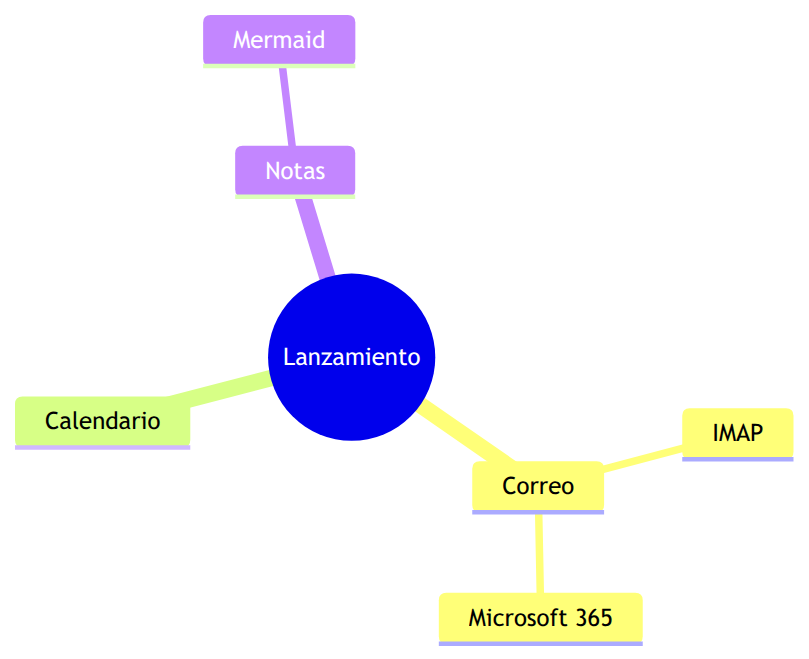 Mermaid
Notas
Lanzamiento
Calendario
IMAP
Correo
Microsoft 365